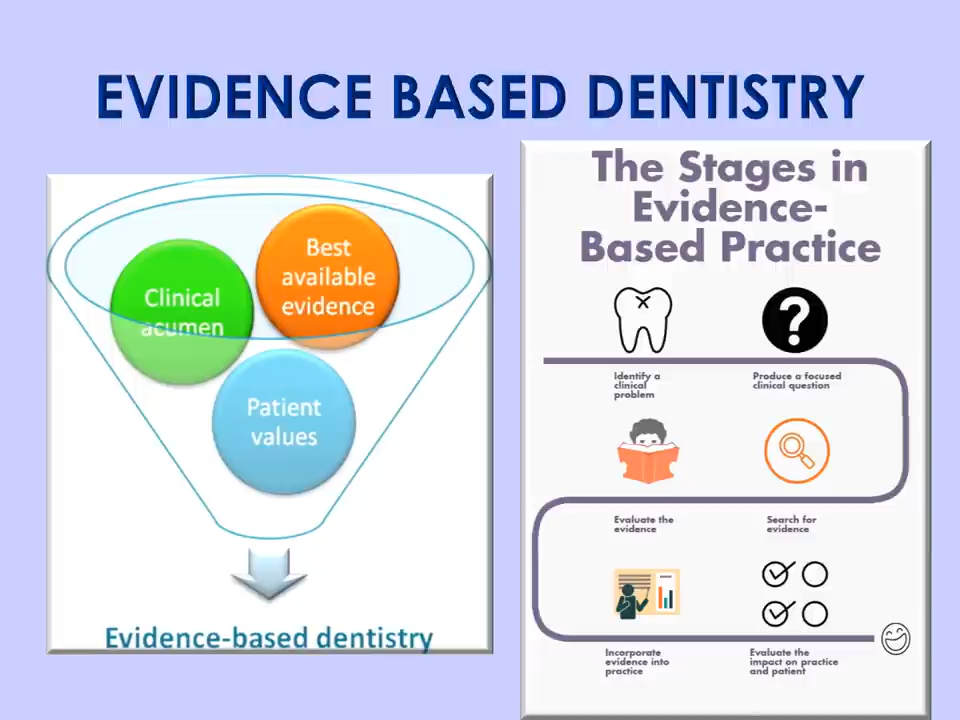 EVIDENCE BASED DENTISTRY
Best
available
evidence
Clinical
acumen
Patient
values
Evidence-based dentistry
The Stages in
Evidence-
Based Practice
?
Identify a
clinical
problem
Produce a focused
clinical question
Evaluate the
evidence
Search for
evidence
Incorporate
evidence into
practice
Evaluate the
impact on practice
and patient